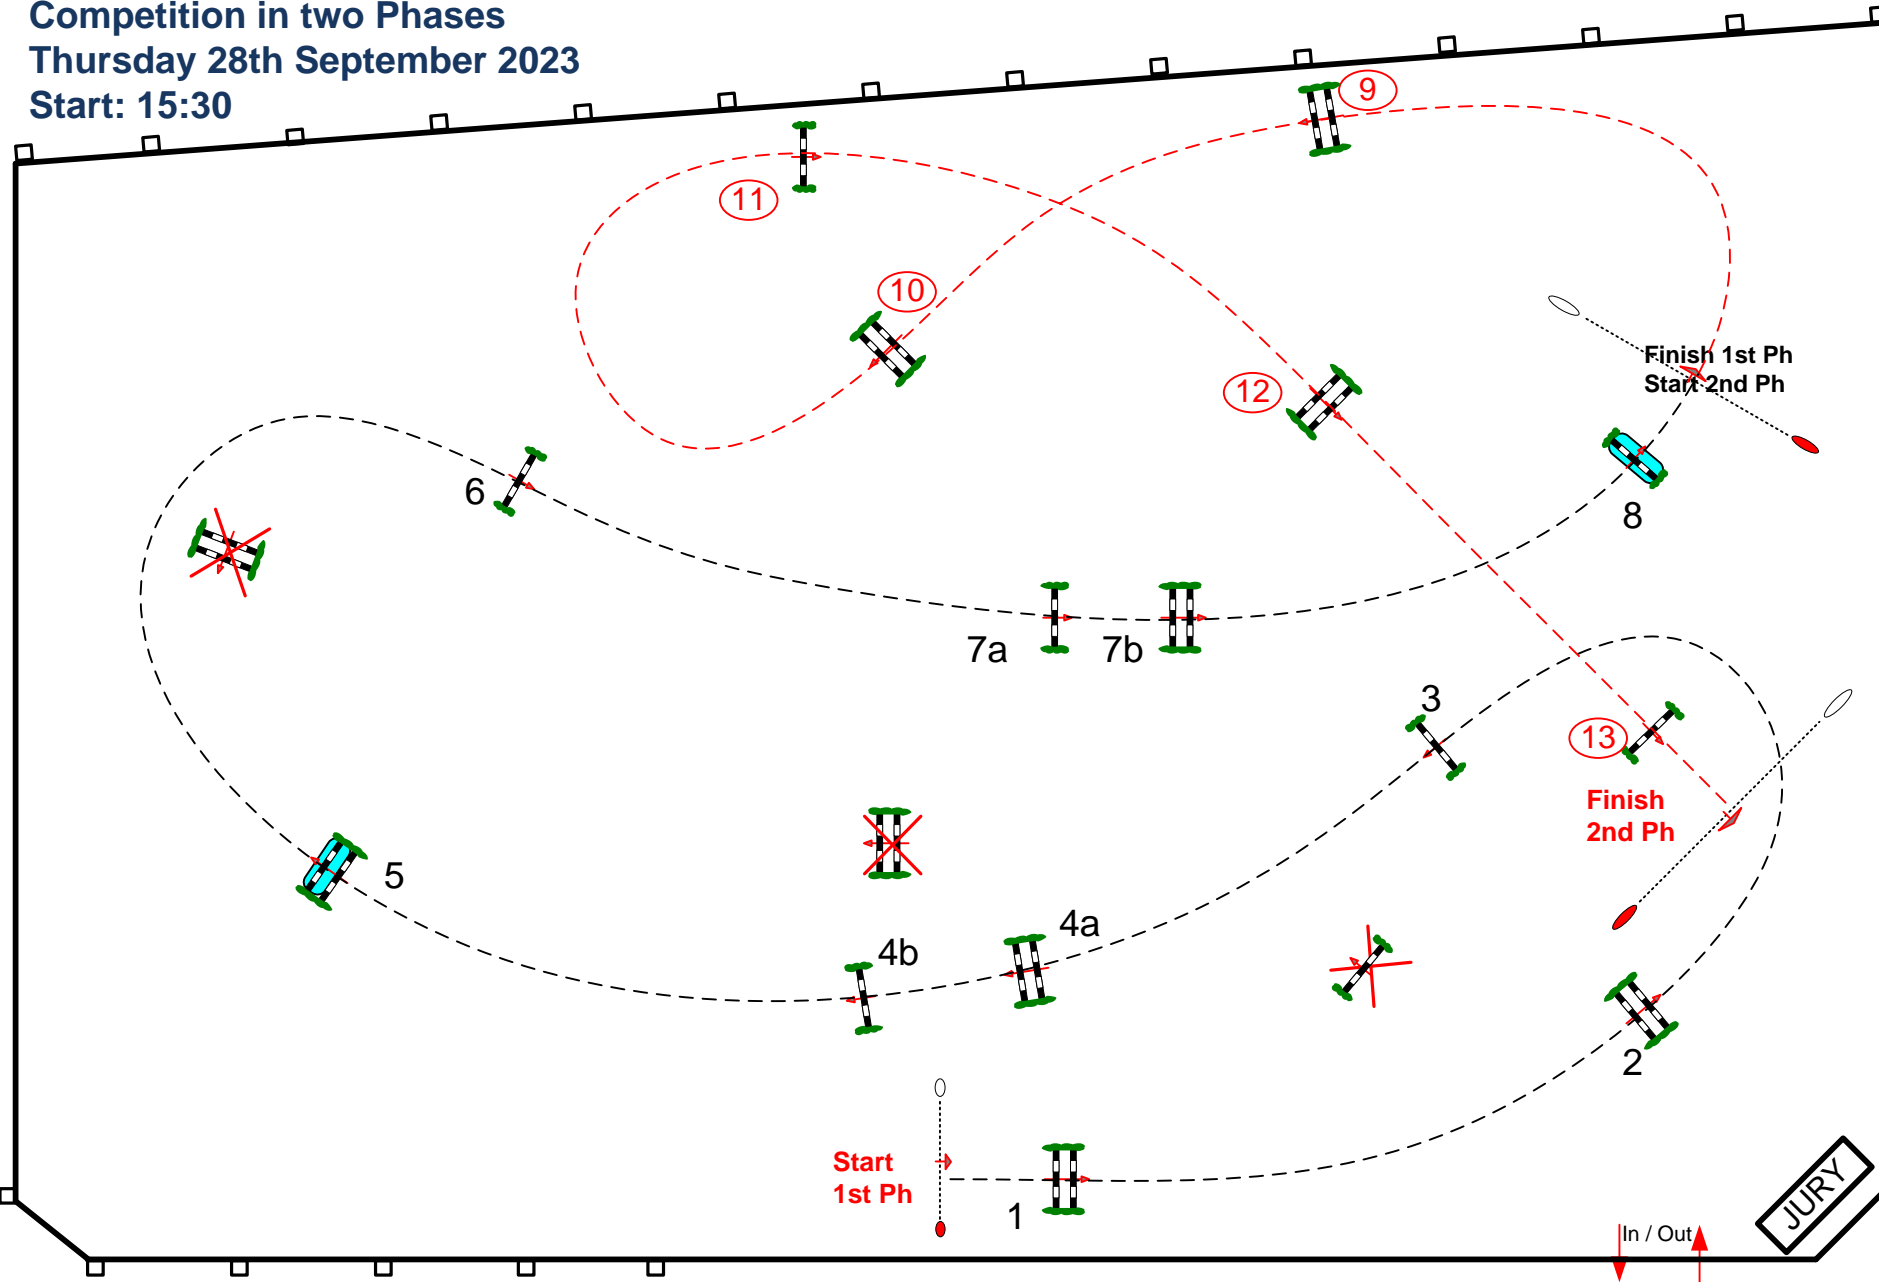 Competition in two Phases
Thursday 28th September 2023
Start: 15:30
9
11
10
Finish 1st Ph
Start 2nd Ph
12
6
8
7a
7b
3
13
Finish
2nd Ph
5
4a
4b
2
Start
1st Ph
1
JURY
In / Out